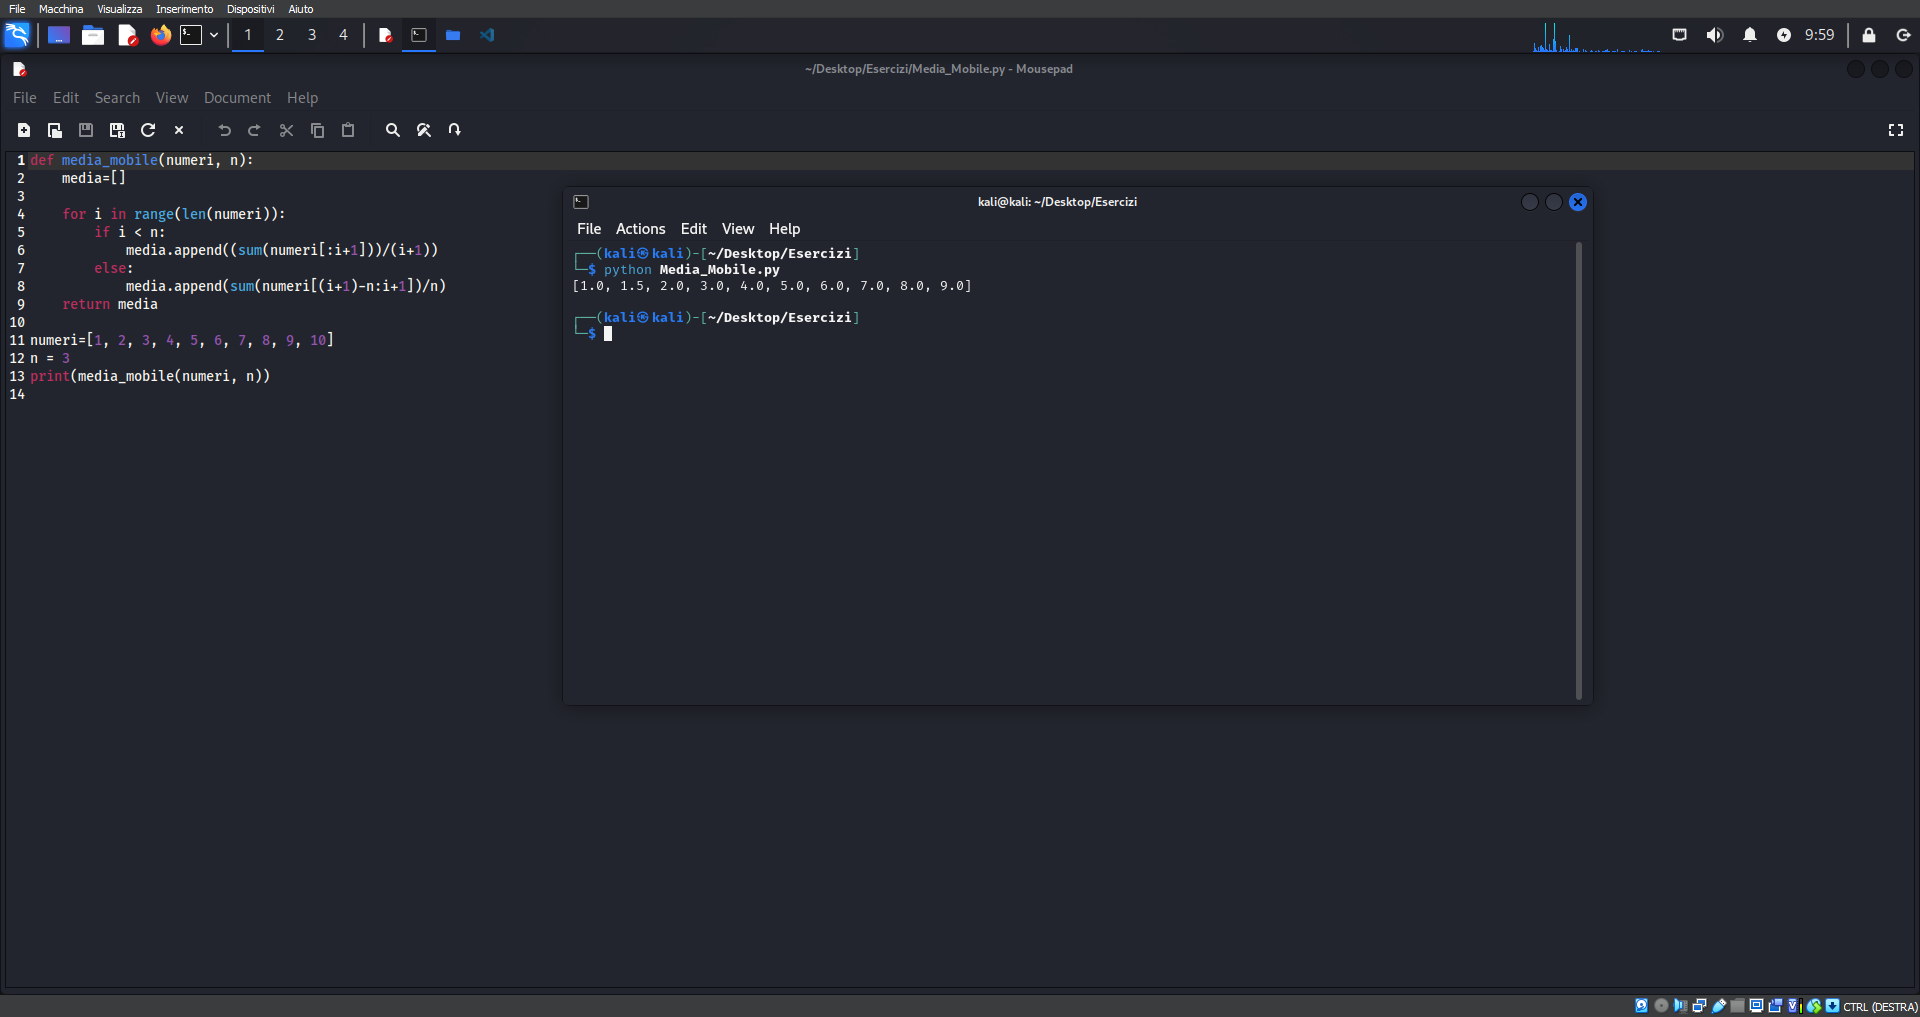 File Macchina Visualizza Inserimento Dispositivi Aiuto
1 2 3 4 9:59
~/Desktop/Esercizi/Media_Mobile.py - Mousepad
File Edit Search View Document Help
1 def media_mobile(numeri, n):
2     media=[]
3
4     for i in range(len(numeri)):
5         if i < n:
6             media.append((sum(numeri[:i+1]))/(i+1))
7         else:
8             media.append(sum(numeri[(i+1)-n:i+1])/n)
9     return media
10
11 numeri=[1, 2, 3, 4, 5, 6, 7, 8, 9, 10]
12 n = 3
13 print(media_mobile(numeri, n))
14
kali@kali: ~/Desktop/Esercizi
File Actions Edit View Help
┌──(kali㉿kali)-[~/Desktop/Esercizi]
└─$ python Media_Mobile.py
[1.0, 1.5, 2.0, 3.0, 4.0, 5.0, 6.0, 7.0, 8.0, 9.0]
┌──(kali㉿kali)-[~/Desktop/Esercizi]
└─$
CTRL (DESTRA)